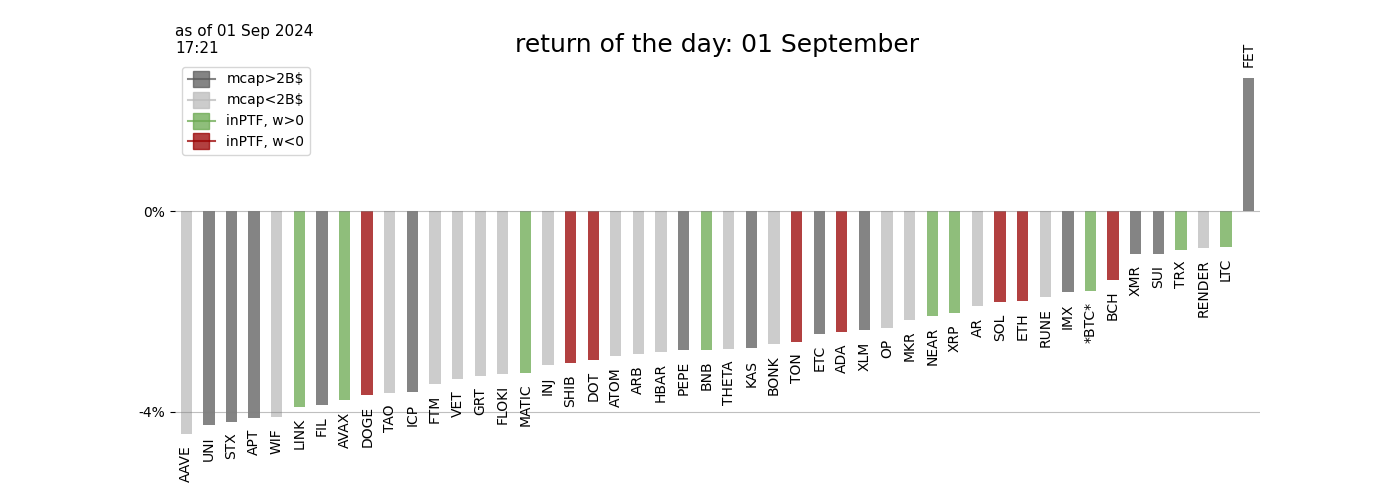 as of 01 Sep 2024
17:21
return of the day: 01 September
mcap>2B$
mcap<2B$
inPTF, w>0
inPTF, w<0
0%
-4%
AAVE
UNI
STX
APT
WIF
LINK
FIL
AVAX
DOGE
TAO
ICP
FTM
VET
GRT
FLOKI
MATIC
INJ
SHIB
DOT
ATOM
ARB
HBAR
PEPE
BNB
THETA
KAS
BONK
TON
ETC
ADA
XLM
OP
MKR
NEAR
XRP
AR
SOL
ETH
RUNE
IMX
*BTC*
BCH
XMR
SUI
TRX
RENDER
LTC
FET